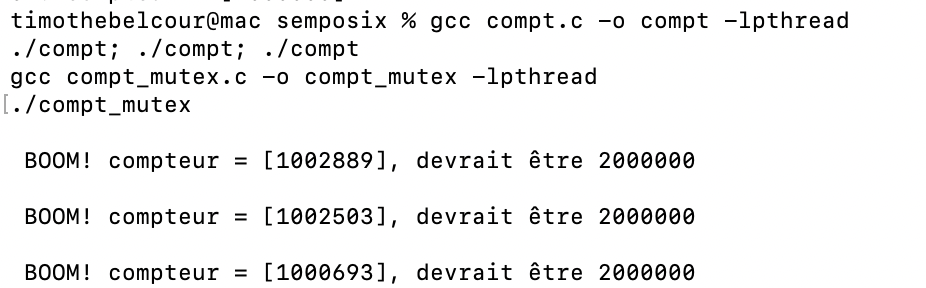 timothebelcour@mac semposix % gcc compt.c -o compt -lpthread
./compt; ./compt; ./compt
gcc compt_mutex.c -o compt_mutex -lpthread
[./compt_mutex
BOOM! compteur = [1002889], devrait être 2000000
BOOM! compteur = [1002503], devrait être 2000000
BOOM! compteur = [1000693], devrait être 2000000